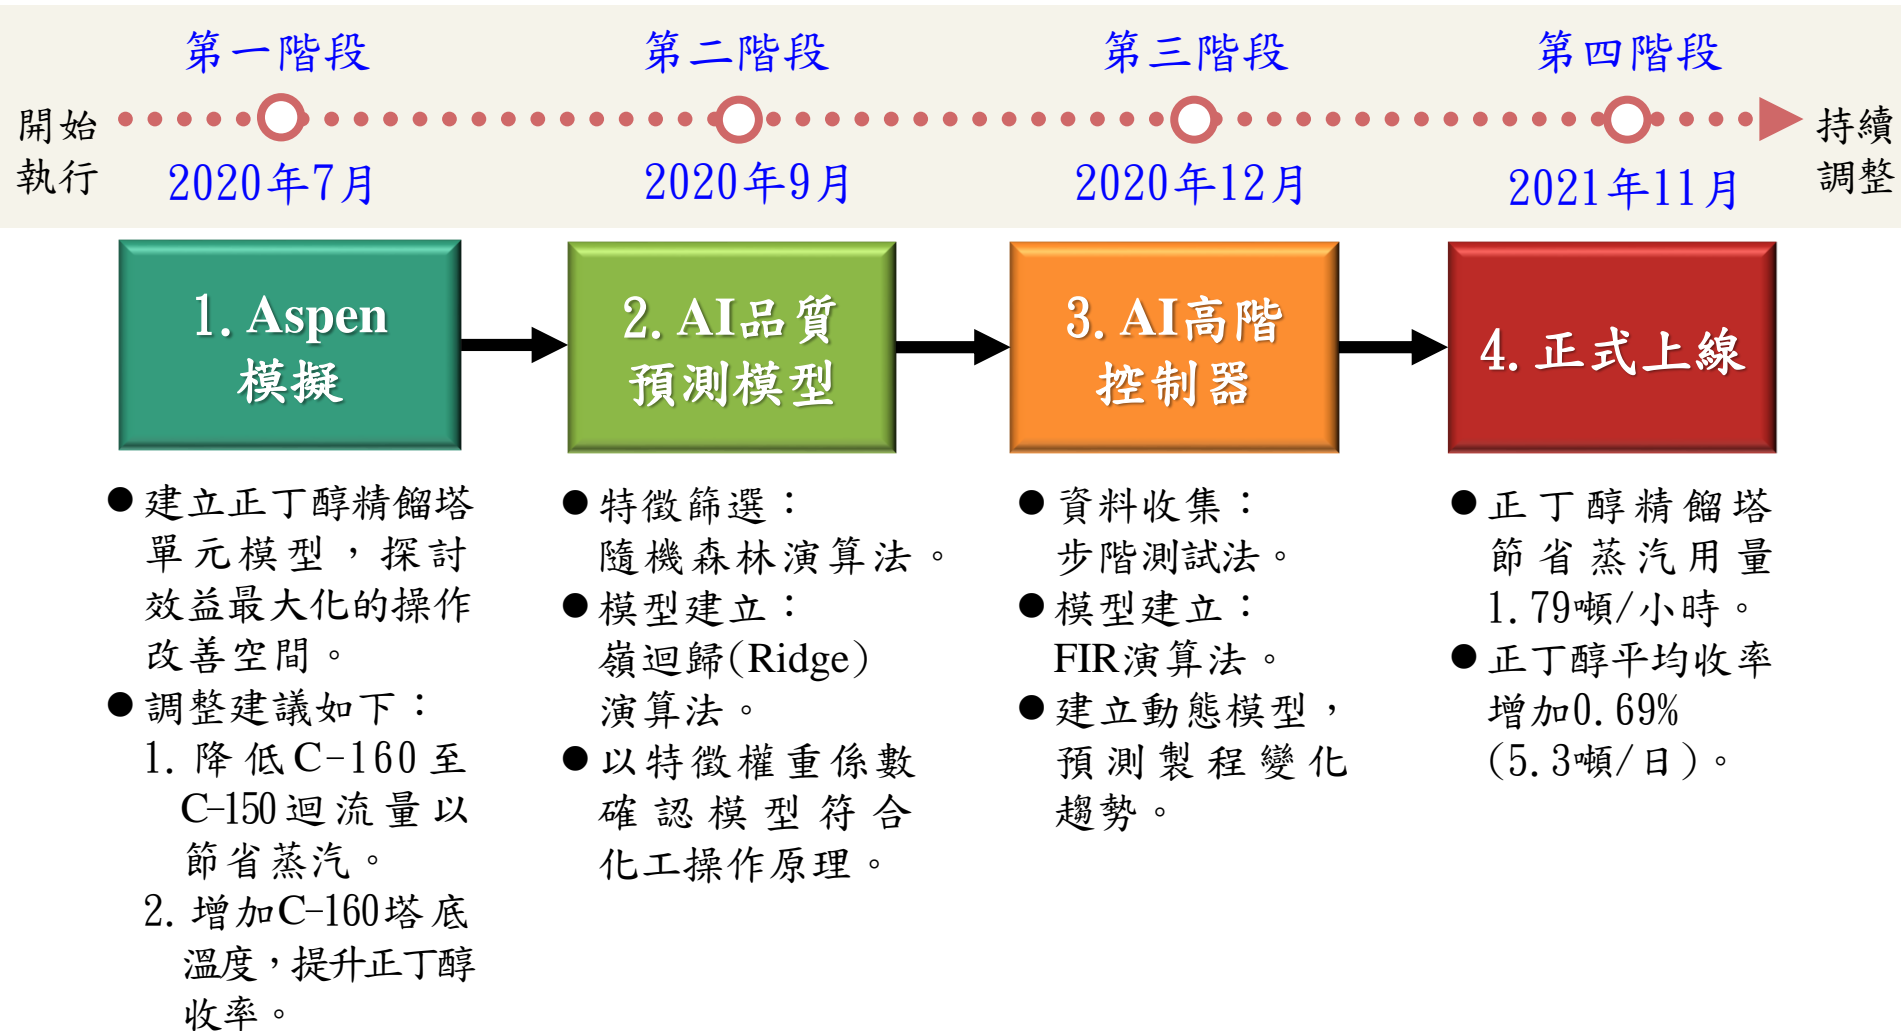 第一階段
第二階段
第三階段
第四階段
開始
執行
持續
調整
2020年7月
2020年9月
2020年12月
2021年11月
1. Aspen
模擬
2. AI品質
預測模型
3. AI高階
控制器
4. 正式上線
●建立正丁醇精餾塔
單元模型，探討
效益最大化的操作
改善空間。
●調整建議如下：
1. 降低C-160至
C-150迴流量以
節省蒸汽。
2. 增加C-160塔底
溫度，提升正丁醇
收率。
●特徵篩選：
隨機森林演算法。
●模型建立：
嶺迴歸(Ridge)
演算法。
●以特徵權重係數
確認模型符合
化工操作原理。
●資料收集：
步階測試法。
●模型建立：
FIR演算法。
●建立動態模型，
預測製程變化
趨勢。
●正丁醇精餾塔
節省蒸汽用量
1.79噸/小時。
●正丁醇平均收率
增加0.69%
(5.3噸/日)。